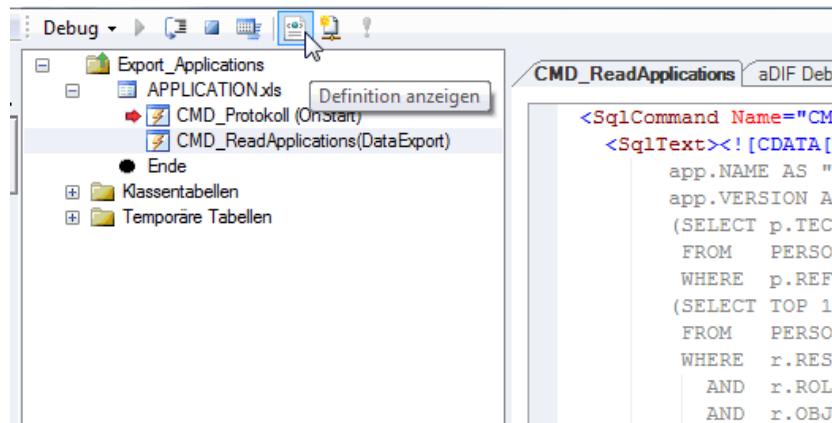 Debug
Export_Applications
APPLICATION.xls
CMD_Protokoll (OnStart)
CMD_ReadApplications(DataExport)
Ende
Klassentabellen
Temporäre Tabellen
Definition anzeigen
CMD_ReadApplications aDIF Deb
<SqlCommand Name="CM
<SqlText><![CDATA[
app.NAME AS "
app.VERSION A
(SELECT p.TEC
FROM PERSO
WHERE p.REF
(SELECT TOP 1
FROM PERSO
WHERE r.RES
AND r.ROL
AND r.OBJ